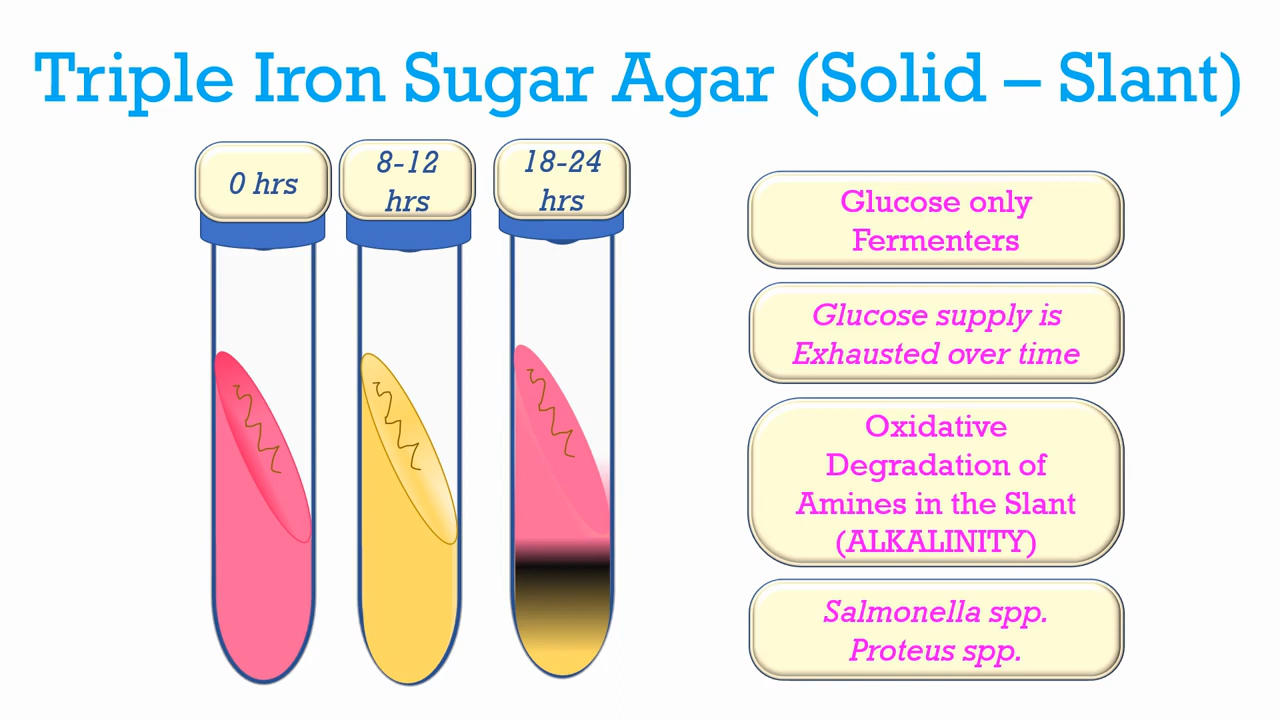 Triple Iron Sugar Agar (Solid – Slant)
0 hrs
8-12
hrs
18-24
hrs
Glucose only
Fermenters
Glucose supply is
Exhausted over time
Oxidative
Degradation of
Amines in the Slant
(ALKALINITY)
Salmonella spp.
Proteus spp.